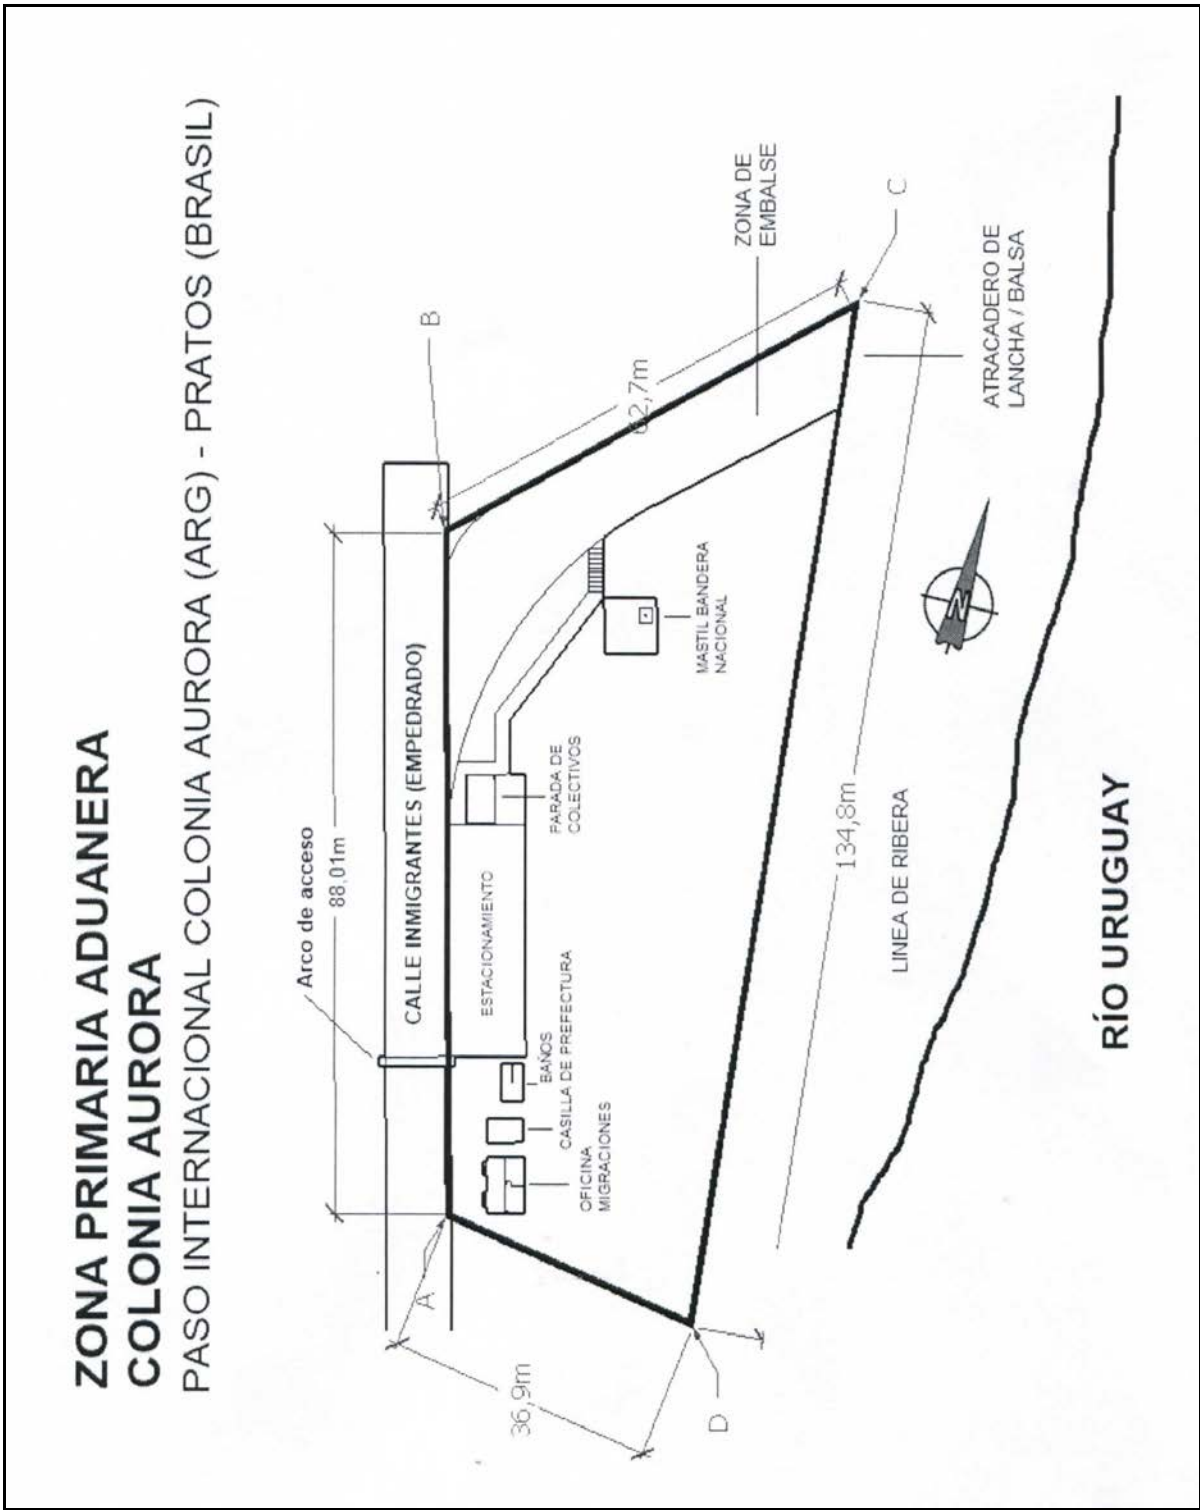 ZONA PRIMARIA ADUANERA
COLONIA AURORA
PASO INTERNACIONAL COLONIA AURORA (ARG) - PRATOS (BRASIL)
Arco de acceso
88,01m
CALLE INMIGRANTES (EMPEDRADO)
A
B
ESTACIONAMIENTO
36,9m
OFICINA
MIGRACIONES
CASILLA DE PREFECTURA
BAÑOS
PARADA DE
COLECTIVOS
62,7m
MASTIL BANDERA
NACIONAL
ZONA DE
EMBALSE
D
C
134,8m
LINEA DE RIBERA
N
ATRACADERO DE
LANCHA / BALSA
RÍO URUGUAY